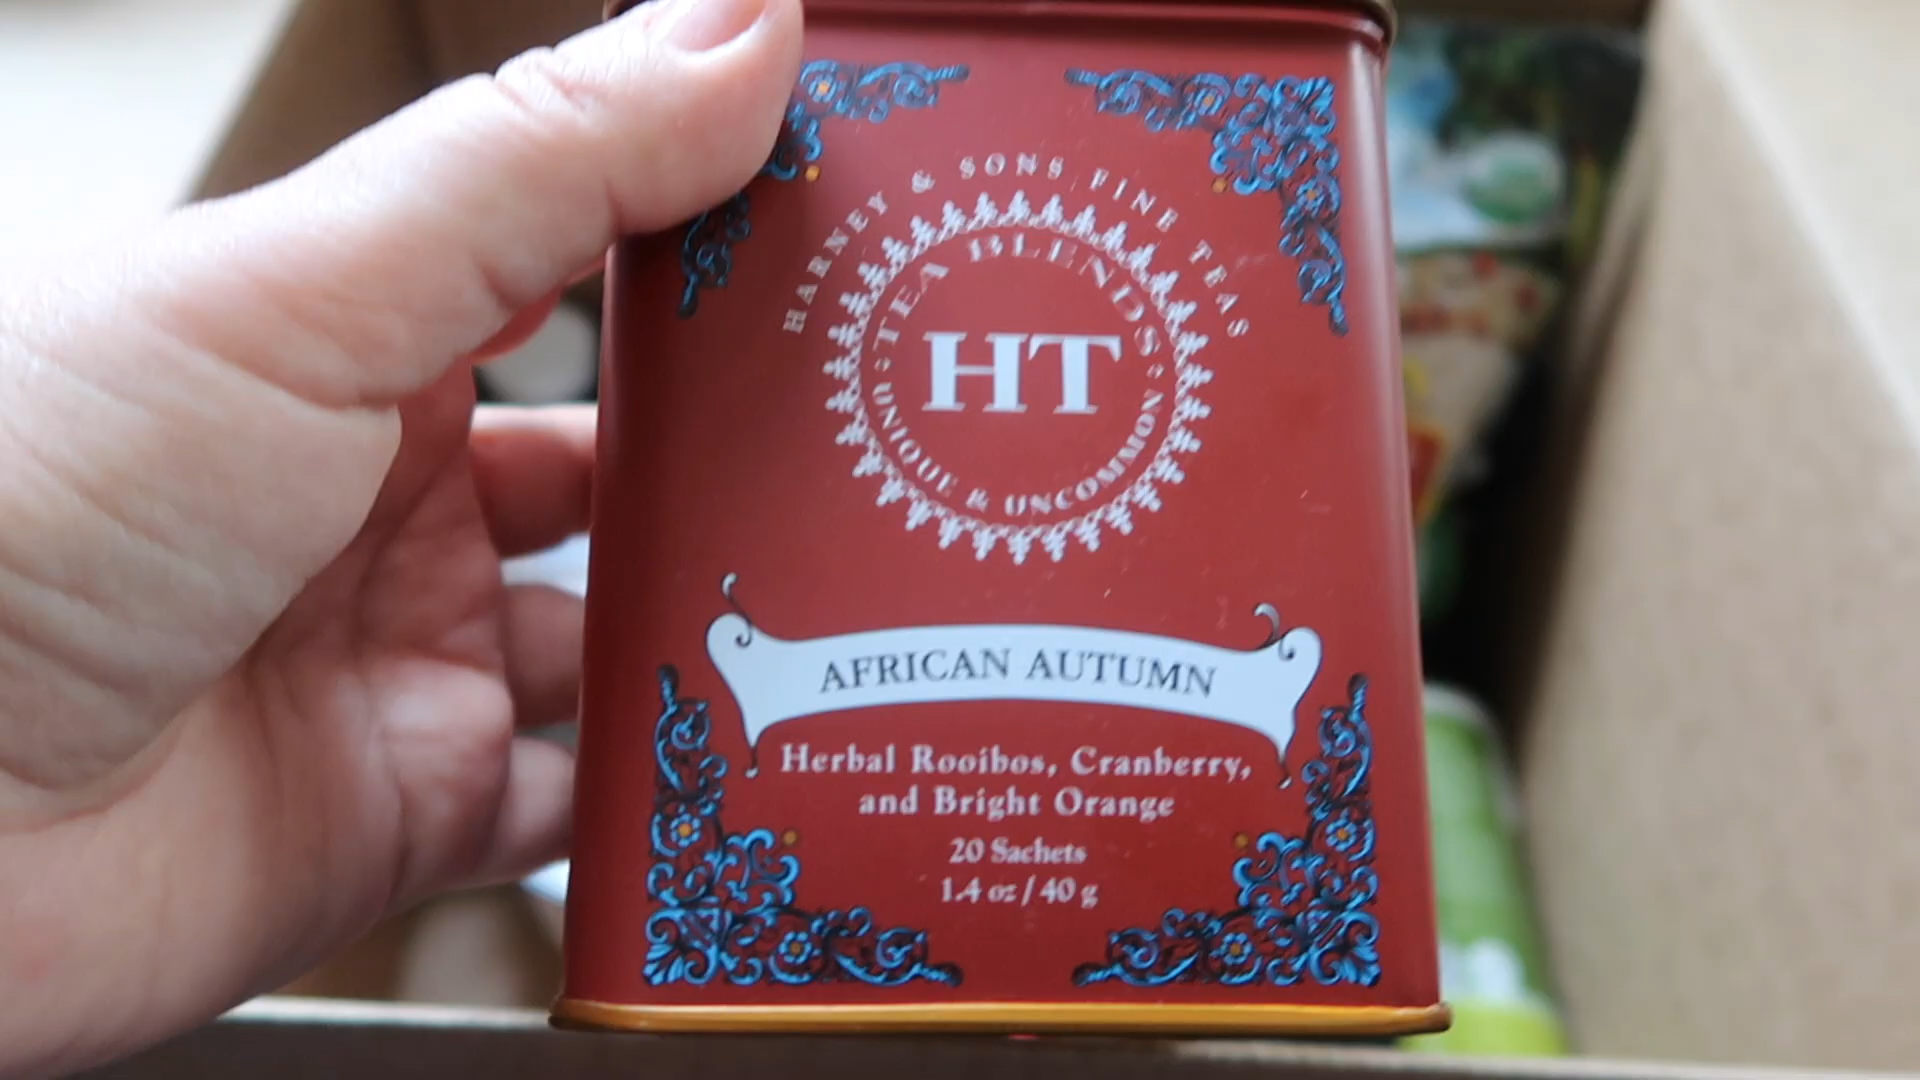 HARNEY & SONS FINE TEAS
TEA BLENDS
HT
UNIQUE & UNCOMMON
AFRICAN AUTUMN
Herbal Rooibos, Cranberry,
and Bright Orange
20 Sachets
1.4 oz / 40 g